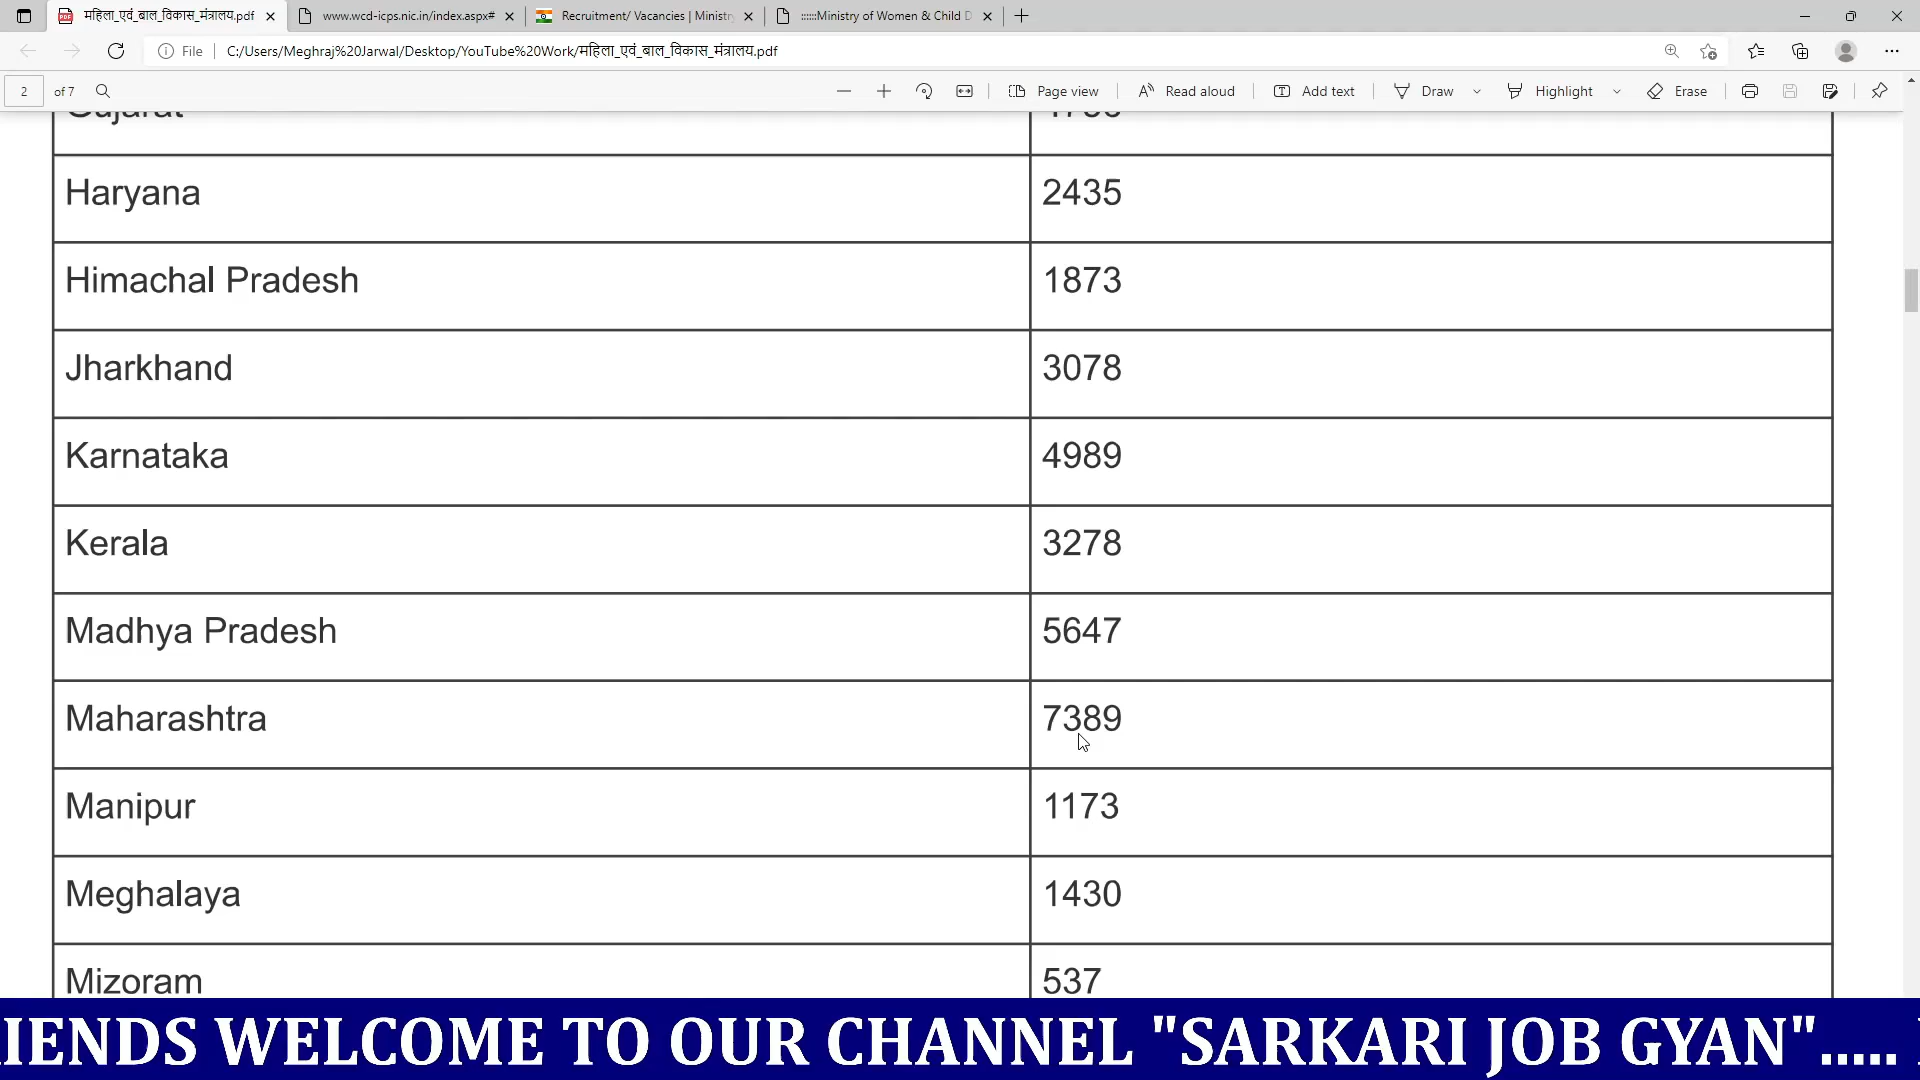 महिला_एवं_बाल_विकास_मंत्रालय.pdf
www.wcd-icps.nic.in/index.aspx#
Recruitment/ Vacancies | Ministr
::::::Ministry of Women & Child D
File
C:/Users/Meghraj%20Jarwal/Desktop/YouTube%20Work/महिला_एवं_बाल_विकास_मंत्रालय.pdf
2 of 7
Page view
Read aloud
Add text
Draw
Highlight
Erase
Gujarat
Haryana 2435
Himachal Pradesh 1873
Jharkhand 3078
Karnataka 4989
Kerala 3278
Madhya Pradesh 5647
Maharashtra 7389
Manipur 1173
Meghalaya 1430
Mizoram 537
IENDS WELCOME TO OUR CHANNEL "SARKARI JOB GYAN".....